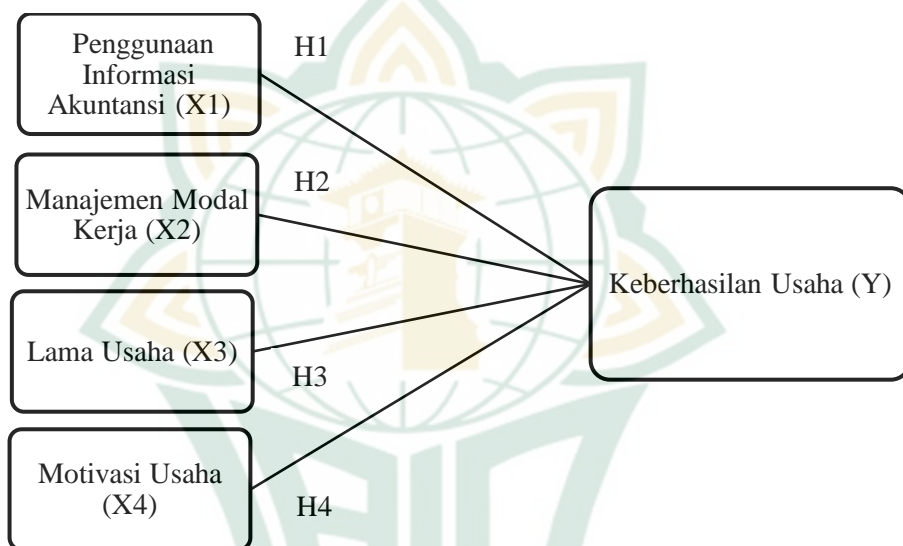 Penggunaan
Informasi
Akuntansi (X1)
H1
Manajemen Modal
Kerja (X2)
H2
Lama Usaha (X3)
H3
Motivasi Usaha
(X4)
H4
Keberhasilan Usaha (Y)